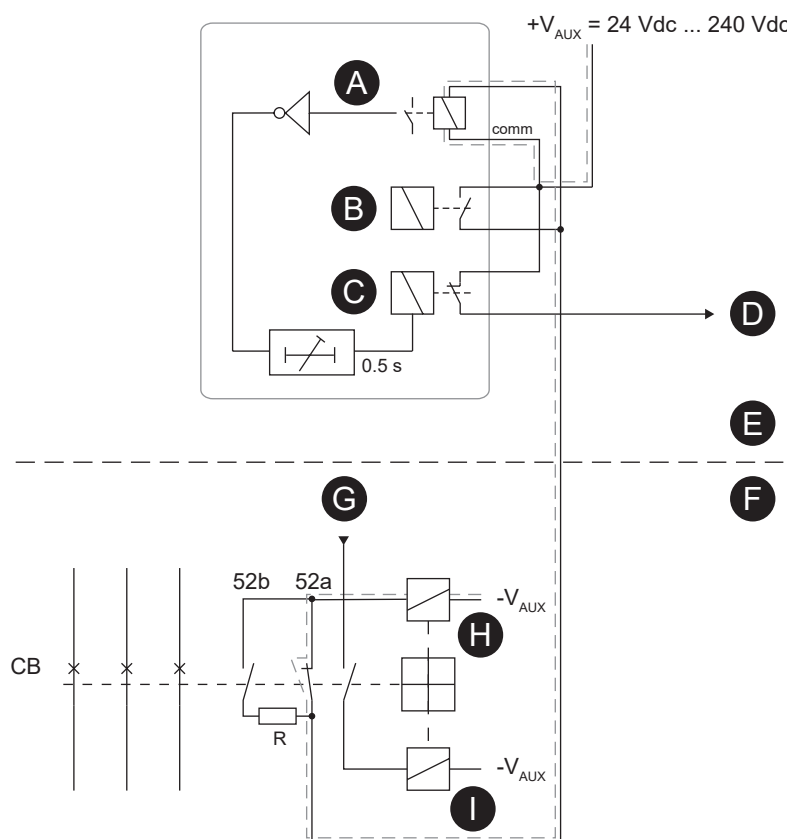 +VAUX = 24 Vdc ... 240 Vdc
A
comm
B
C
D
0.5 s
E
G
F
52b 52a
-VAUX
H
CB
R
-VAUX
I